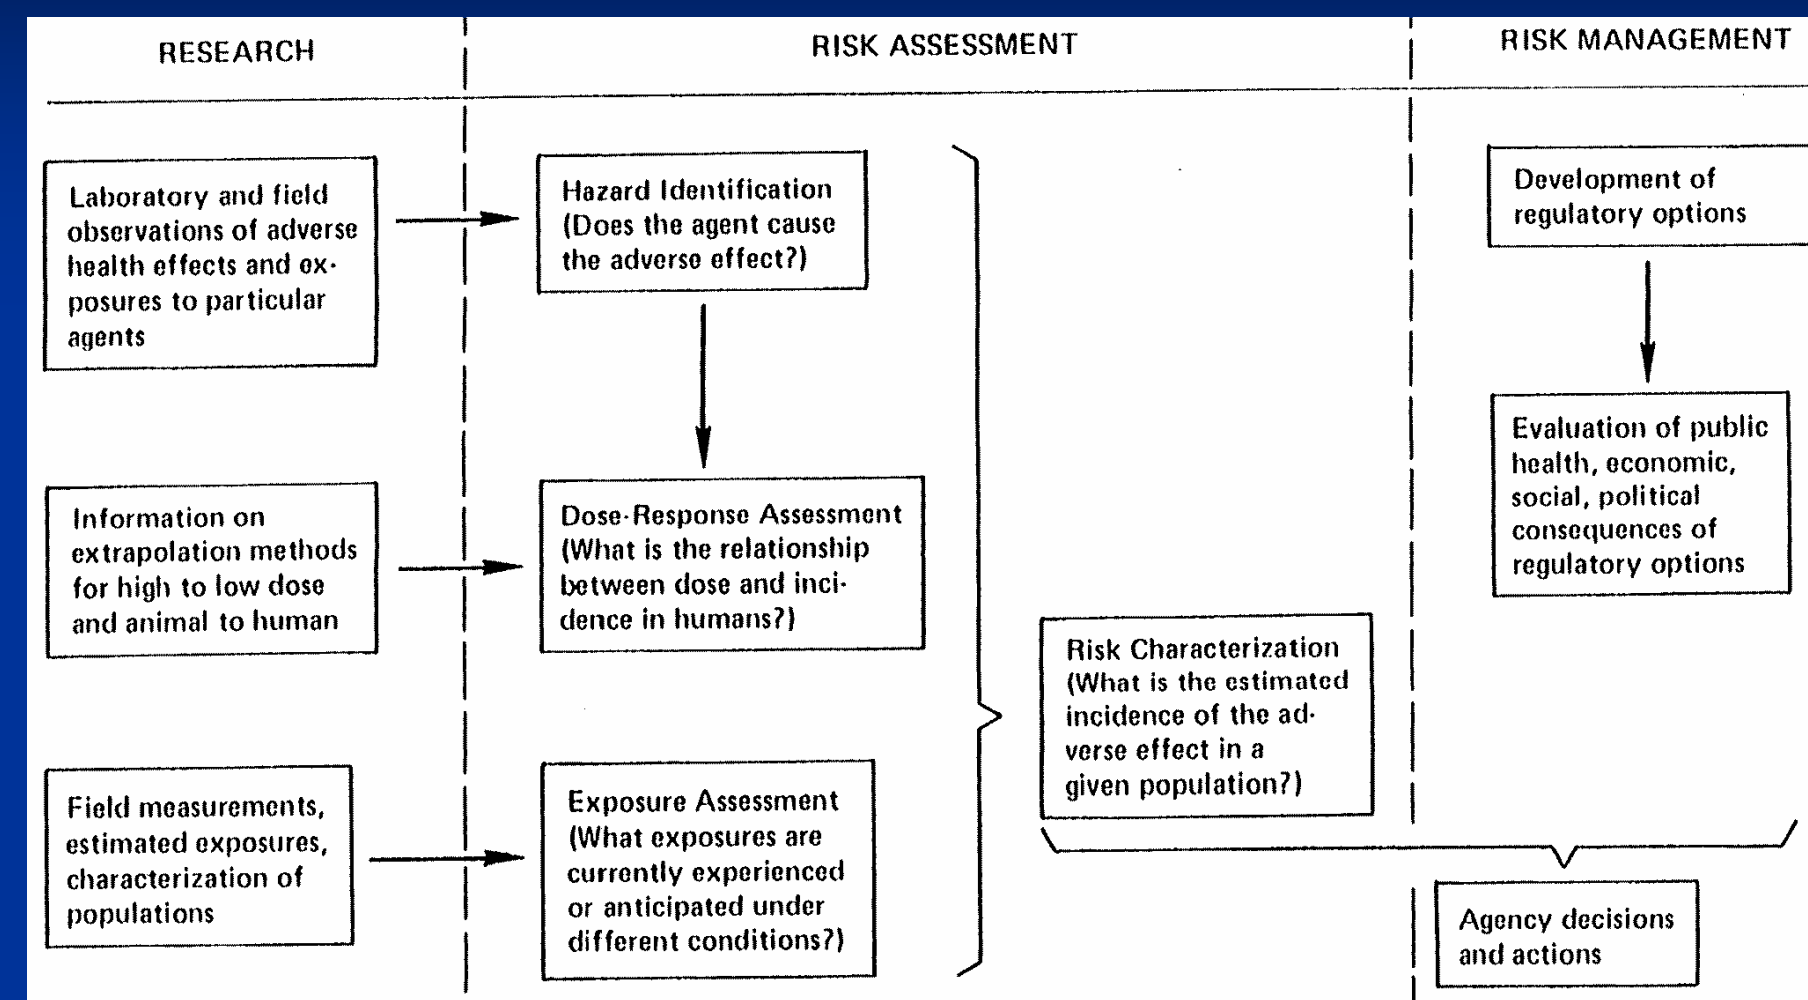 RESEARCH
RISK ASSESSMENT
RISK MANAGEMENT
Laboratory and field
observations of adverse
health effects and ex-
posures to particular
agents
Information on
extrapolation methods
for high to low dose
and animal to human
Field measurements,
estimated exposures,
characterization of
populations
Hazard Identification
(Does the agent cause
the adverse effect?)
Dose-Response Assessment
(What is the relationship
between dose and inci-
dence in humans?)
Exposure Assessment
(What exposures are
currently experienced
or anticipated under
different conditions?)
Risk Characterization
(What is the estimated
incidence of the ad-
verse effect in a
given population?)
Development of
regulatory options
Evaluation of public
health, economic,
social, political
consequences of
regulatory options
Agency decisions
and actions